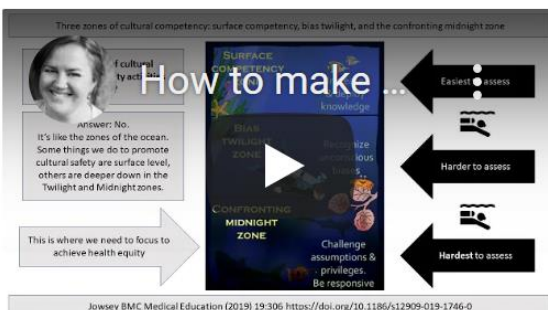 Three zones of cultural competency: surface competency, bias twilight, and the confronting midnight zone
How to make ...
of cultural
ty activities
Answer: No.
It's like the zones of the ocean.
Some things we do to promote
cultural safety are surface level,
others are deeper down in the
Twilight and Midnight zones.
This is where we need to focus to
achieve health equity
SURFACE
COMPETENCY
knowledge
BIAS
TWILIGHT
ZONE
Recognize
unconscious
biases
CONFRONTING
MIDNIGHT
ZONE
Challenge
assumptions &
privileges.
Be responsive
Easiest to assess
Harder to assess
Hardest to assess
Jowsey BMC Medical Education (2019) 19:306 https://doi.org/10.1186/s12909-019-1746-0